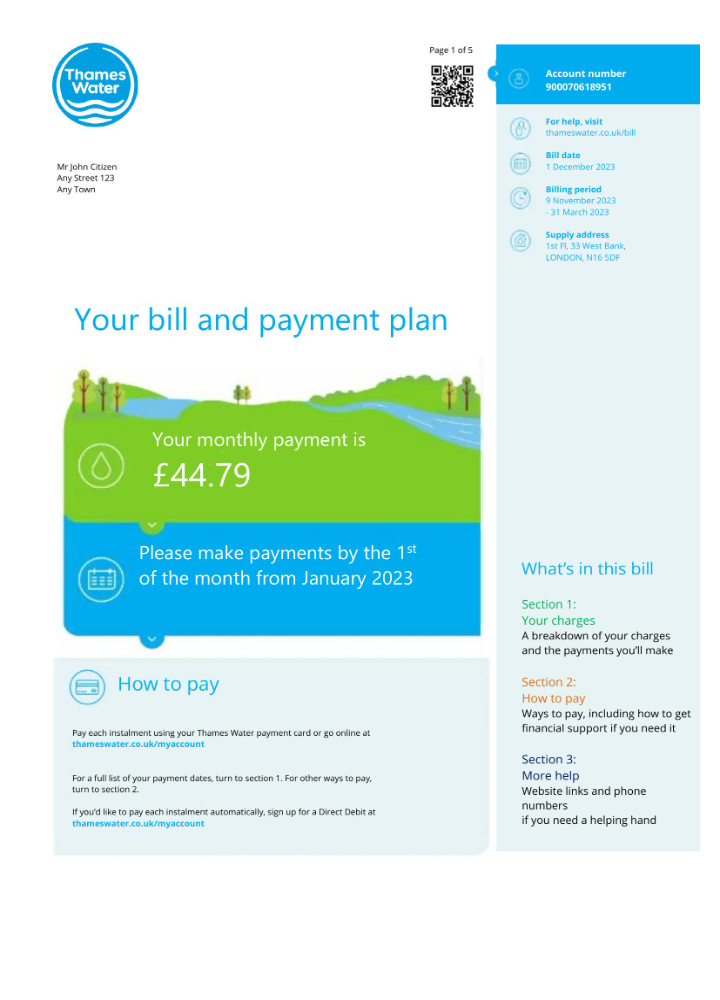 Page 1 of 5
Thames
Water
Account number
900070618951
For help, visit
thameswater.co.uk/bill
Bill date
1 December 2023
Billing period
9 November 2023
- 31 March 2023
Supply address
1st Fl, 33 West Bank,
LONDON, N16 5DF
Mr John Citizen
Any Street 123
Any Town
Your bill and payment plan
Your monthly payment is
£44.79
Please make payments by the 1st
of the month from January 2023
How to pay
Pay each instalment using your Thames Water payment card or go online at
thameswater.co.uk/myaccount
For a full list of your payment dates, turn to section 1. For other ways to pay,
turn to section 2.
If you'd like to pay each instalment automatically, sign up for a Direct Debit at
thameswater.co.uk/myaccount
What's in this bill
Section 1:
Your charges
A breakdown of your charges
and the payments you'll make
Section 2:
How to pay
Ways to pay, including how to get
financial support if you need it
Section 3:
More help
Website links and phone
numbers
if you need a helping hand